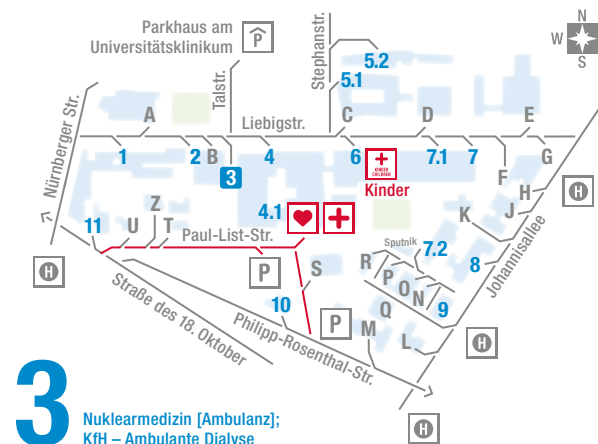 Parkhaus am
Universitätsklinikum
P
N
W
S
Stephanstr.
5.2
5.1
Talstr.
Nürnberger Str.
A
Liebigstr.
C
D
E
1
2
B
3
4
6
7.1
7
F
G
KINDER
CHILDREN
Kinder
H
J
H
Z
4.1
K
11
U
T
Paul-List-Str.
Sputnik
7.2
Johannisallee
H
P
S
R
P
O
N
8
9
Straße des 18. Oktober
10
Philipp-Rosenthal-Str.
P
Q
M
L
H
H
3
Nuklearmedizin [Ambulanz];
KfH – Ambulante Dialyse